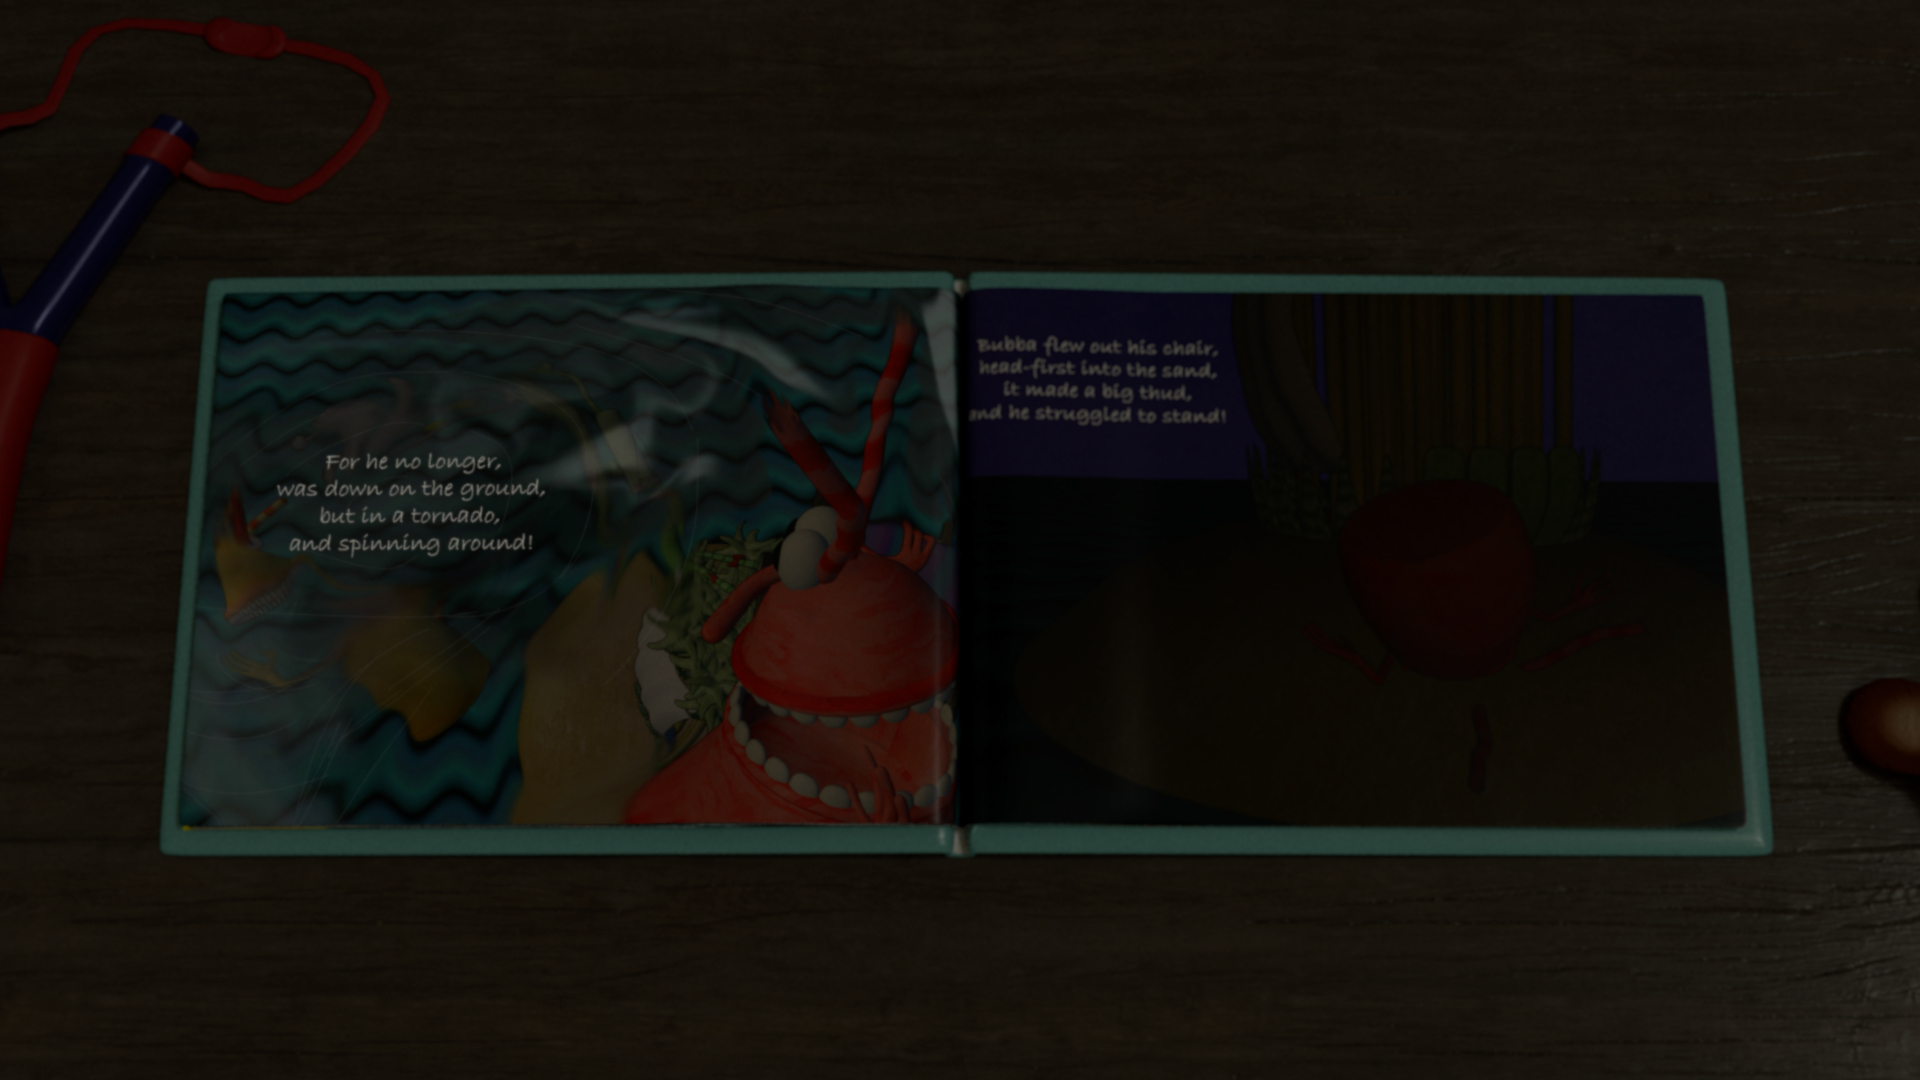 For he no longer,
was down on the ground,
but in a tornado,
and spinning around!
Bubba flew out his chair,
head-first into the sand,
it made a big thud,
and he struggled to stand!